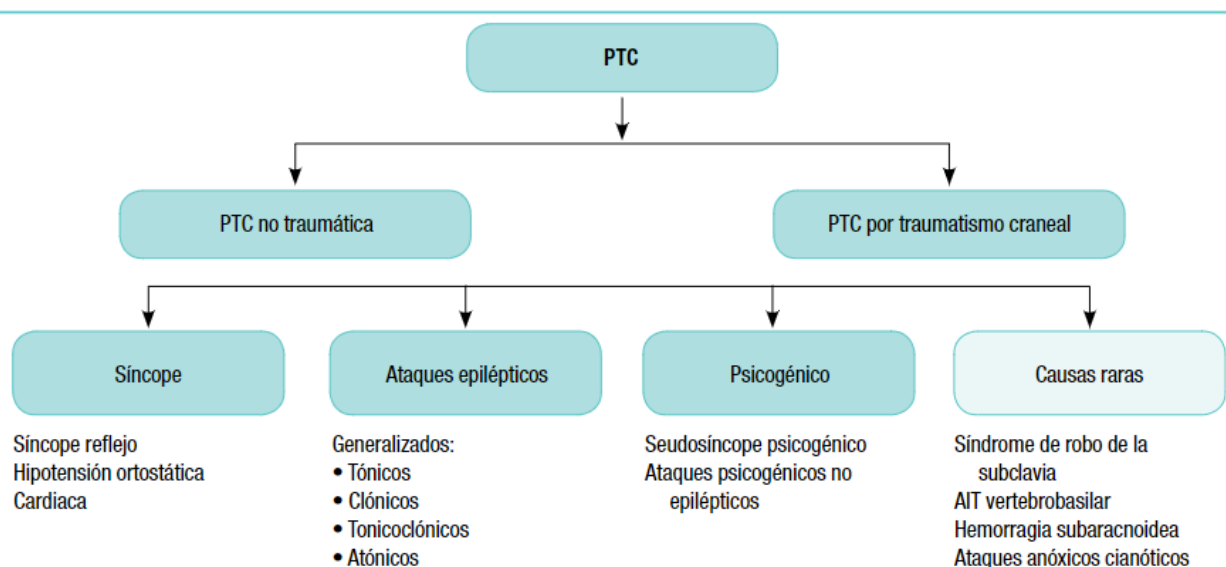 PTC
PTC no traumática
PTC por traumatismo craneal
Síncope
Ataques epilépticos
Psicogénico
Causas raras
Síncope reflejo
Hipotensión ortostática
Cardiaca
Generalizados:
• Tónicos
• Clónicos
• Tonicoclónicos
• Atónicos
Seudosíncope psicogénico
Ataques psicogénicos no
epilépticos
Síndrome de robo de la
subclavia
AIT vertebrobasilar
Hemorragia subaracnoidea
Ataques anóxicos cianóticos